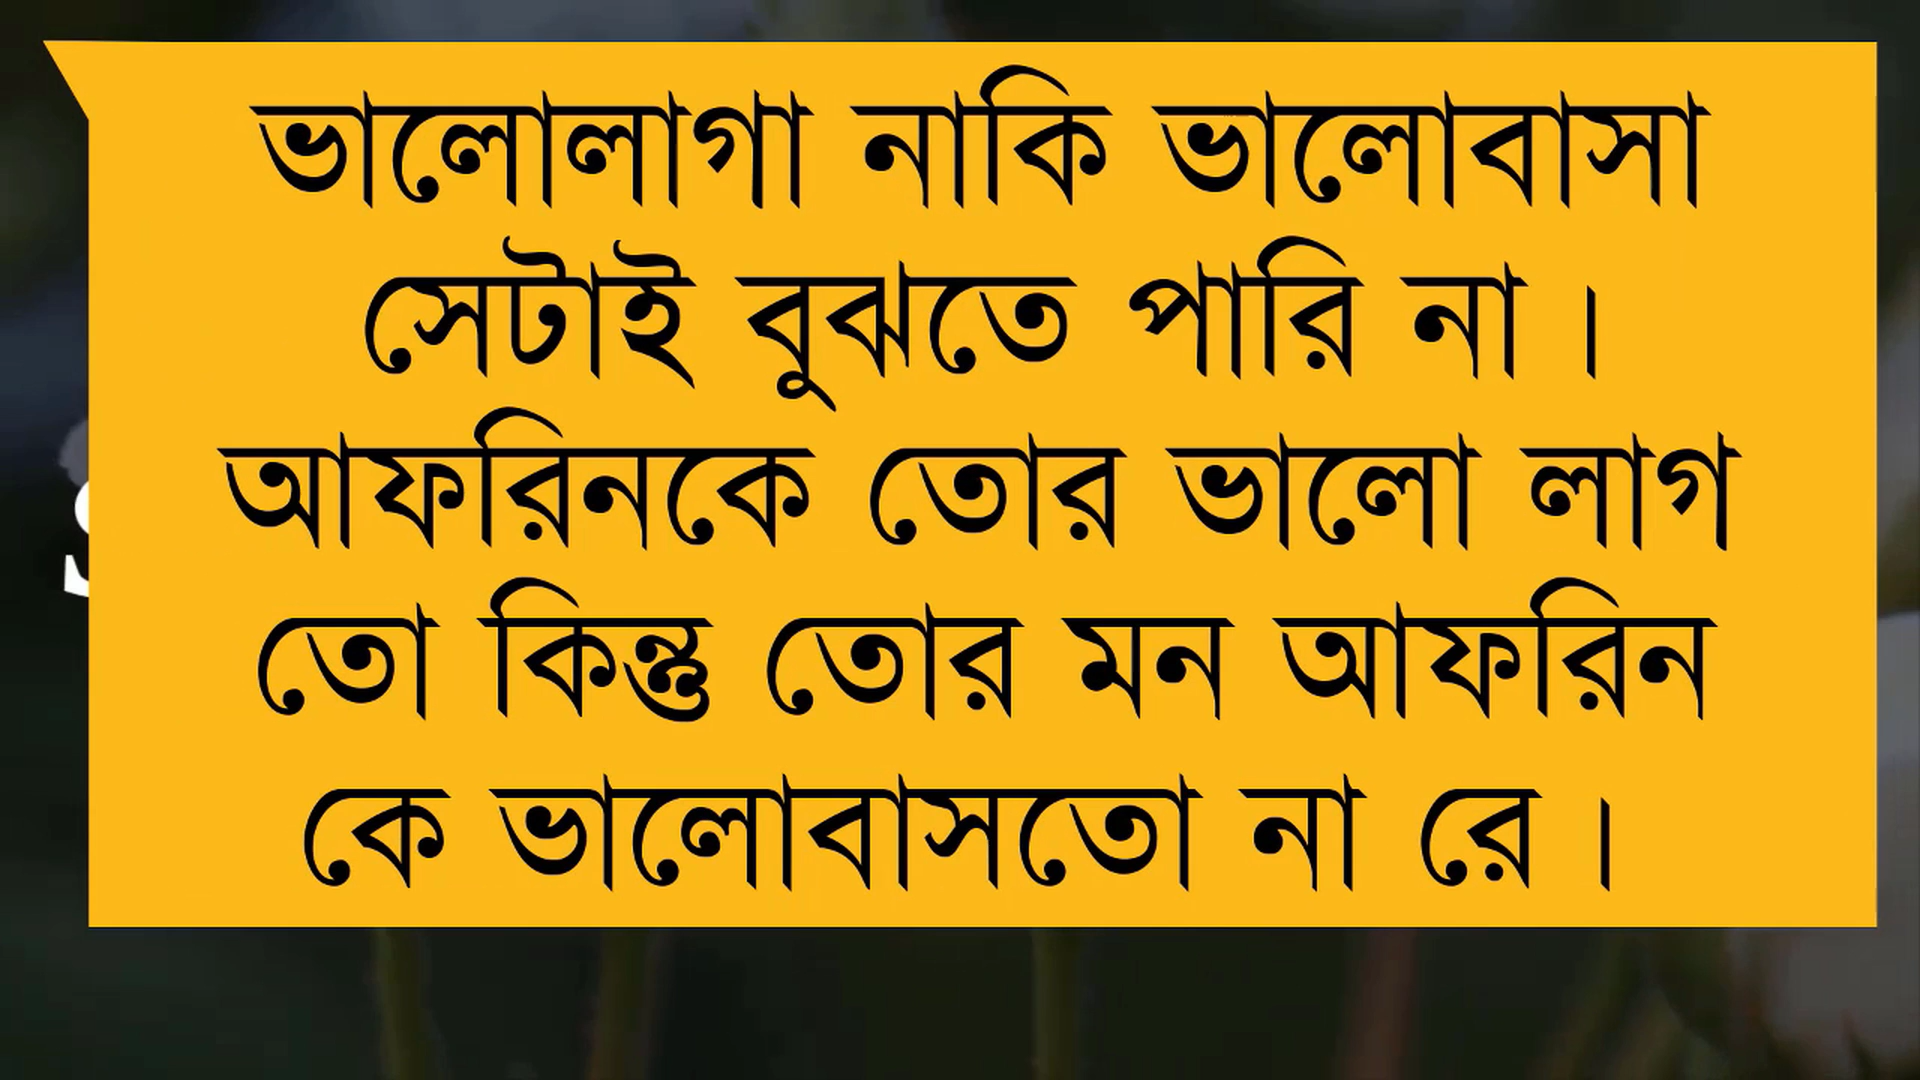 ভালোলাগা নাকি ভালোবাসা
সেটাই বুঝতে পারি না ।
আফরিনকে তোর ভালো লাগ
তো কিন্তু তোর মন আফরিন
কে ভালোবাসতো না রে ।